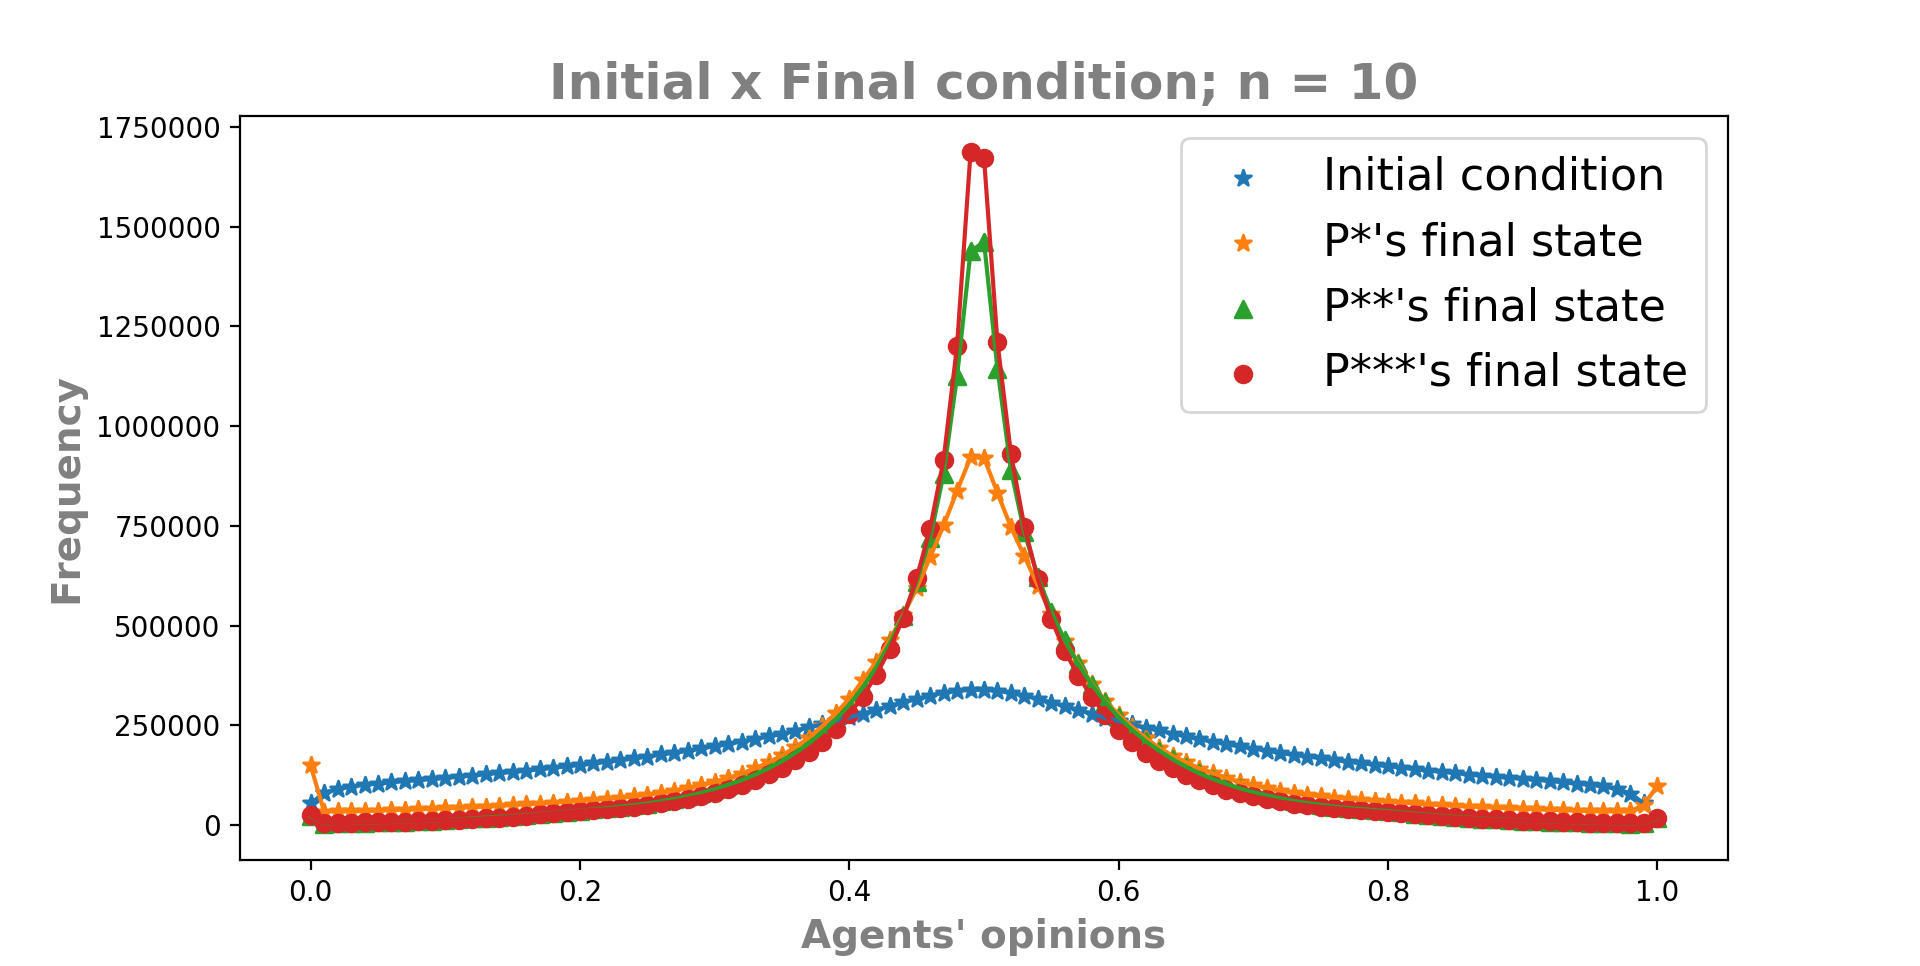 Initial x Final condition; n = 10
1750000
1500000
1250000
1000000
750000
500000
250000
0
Frequency
Initial condition
P*'s final state
P**'s final state
P***'s final state
0.0 0.2 0.4 0.6 0.8 1.0
Agents' opinions